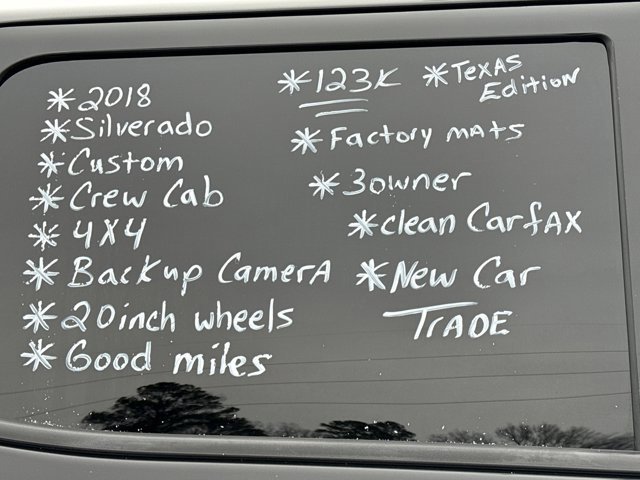 *2018
*Silverado
*Custom
*Crew Cab
*4X4
*Backup CamerA
*20inch wheels
*Good miles
*123K
*TexAS
Edition
*Factory mATS
*3owner
*clean CarfAX
*New Car
TRADE